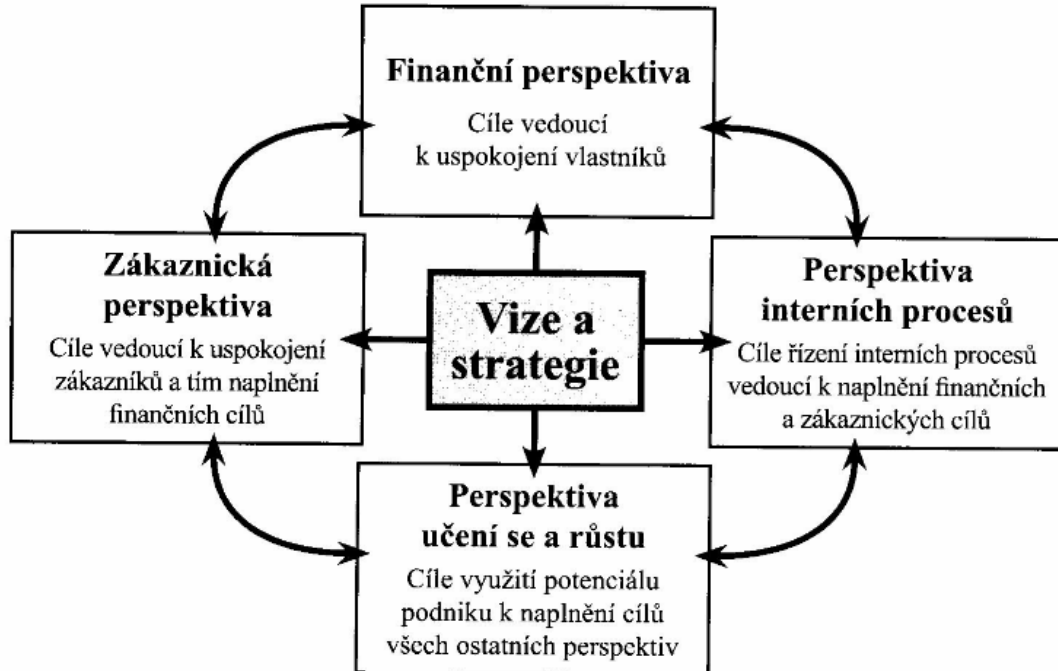 Finanční perspektiva
Cíle vedoucí
k uspokojení vlastníků
Zákaznická
perspektiva
Cíle vedoucí k uspokojení
zákazníků a tím naplnění
finančních cílů
Vize a
strategie
Perspektiva
interních procesů
Cíle řízení interních procesů
vedoucí k naplnění finančních
a zákaznických cílů
Perspektiva
učení se a růstu
Cíle využití potenciálu
podniku k naplnění cílů
všech ostatních perspektiv